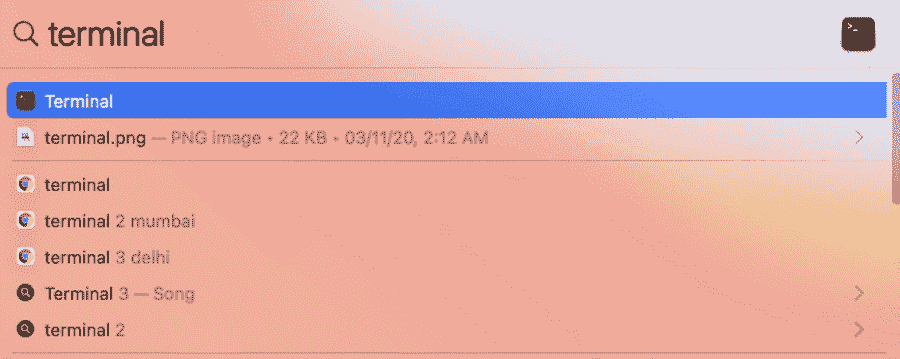 terminal
Terminal
terminal.png — PNG image • 22 KB • 03/11/20, 2:12 AM
terminal
terminal 2 mumbai
terminal 3 delhi
Terminal 3 — Song
terminal 2